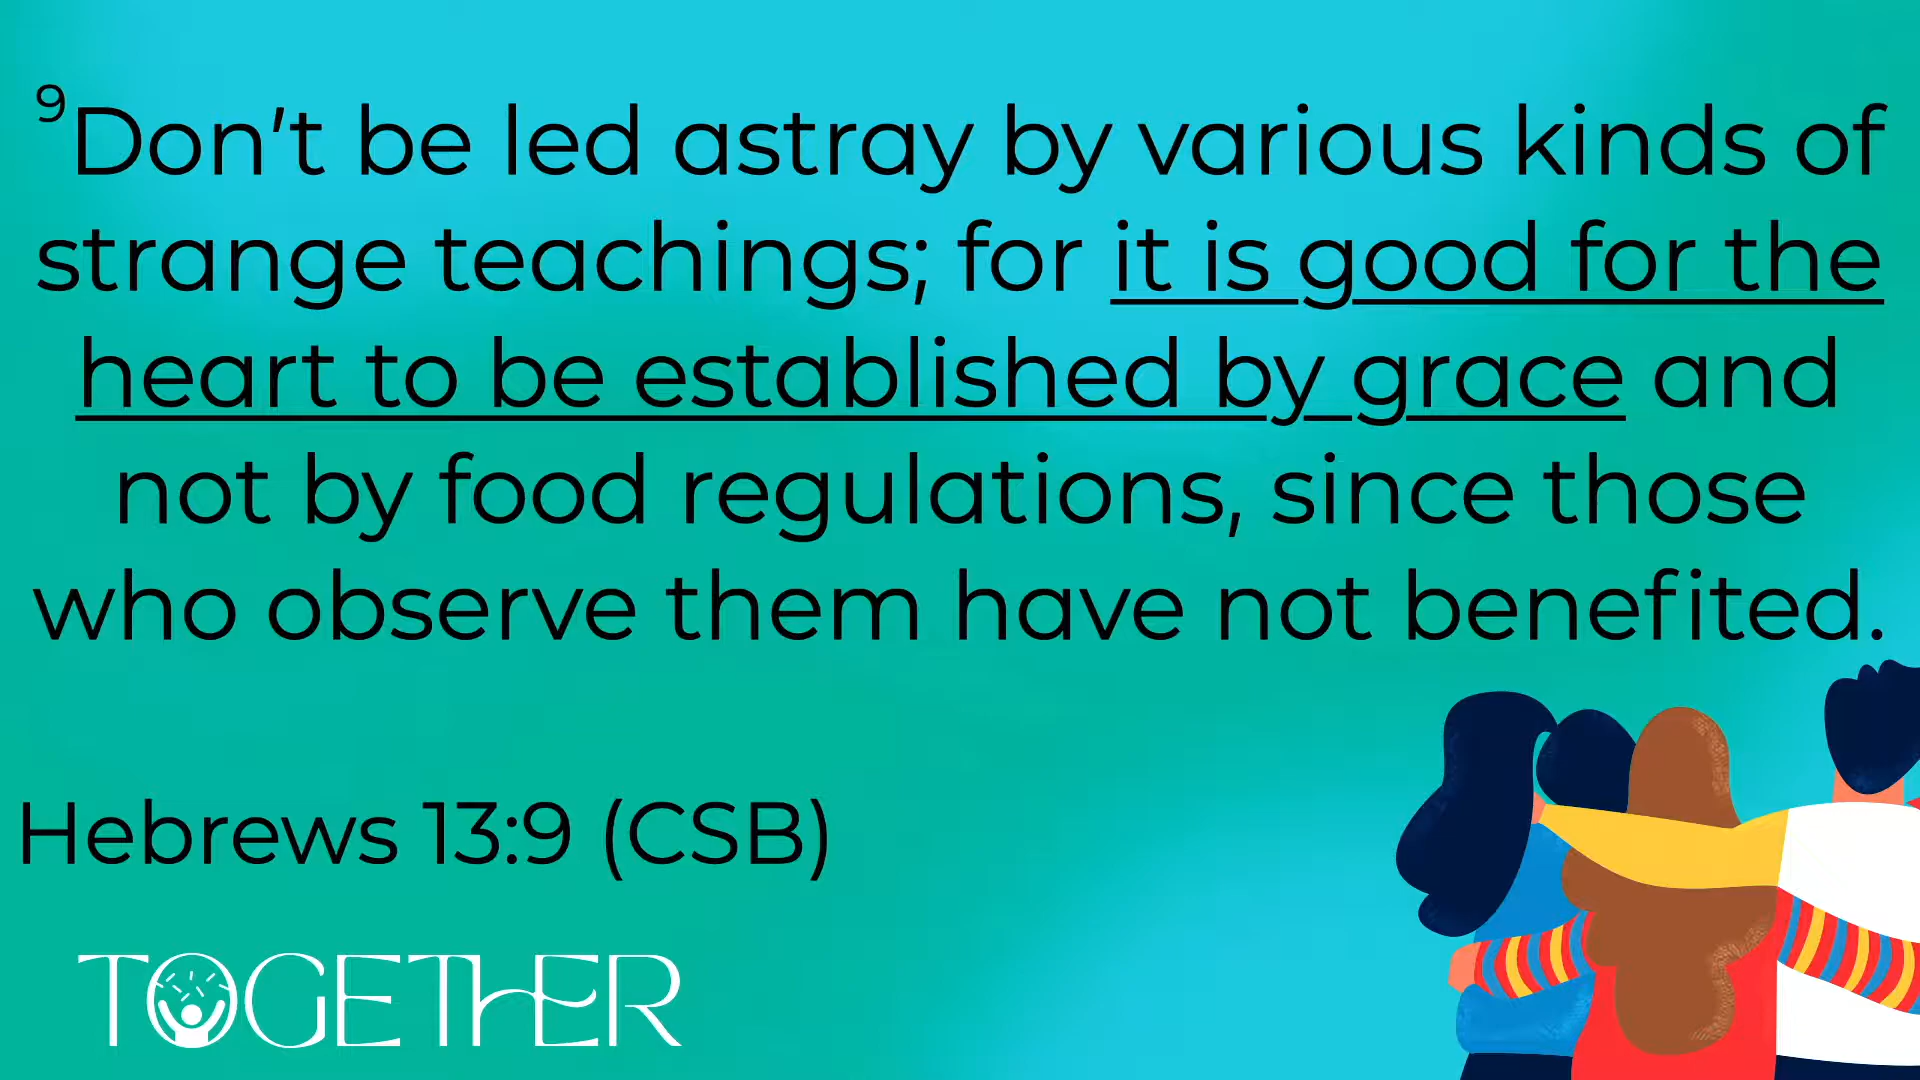 ⁹Don't be led astray by various kinds of
strange teachings; for it is good for the
heart to be established by grace and
not by food regulations, since those
who observe them have not benefited.
Hebrews 13:9 (CSB)
TOGETHER